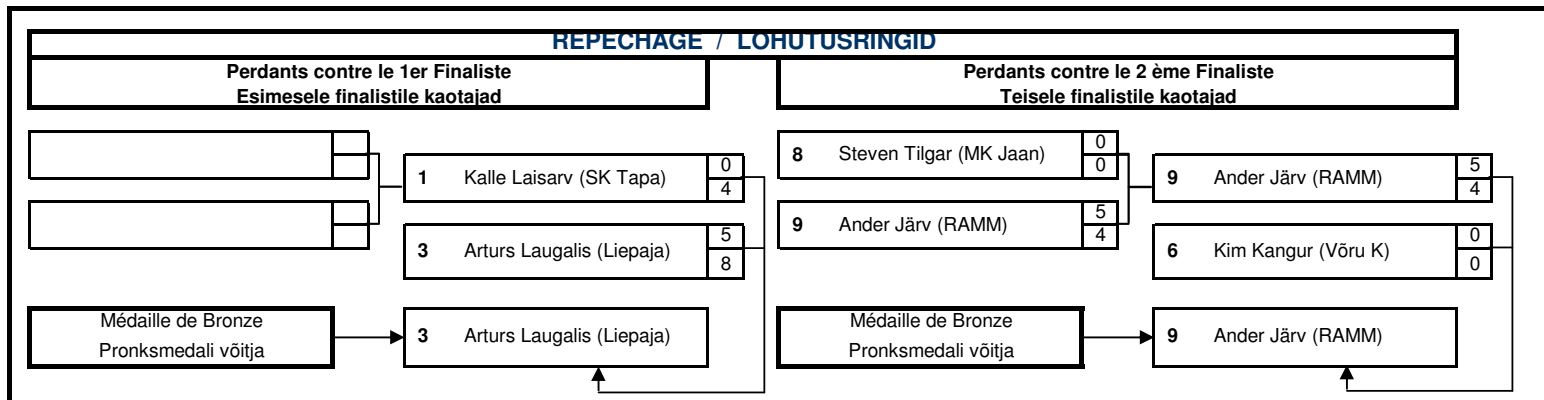 REPECHAGE / LOHUTUSRINGID
Perdants contre le 1er Finaliste
Esimesele finalistile kaotajad
Perdants contre le 2 ème Finaliste
Teisele finalistile kaotajad
1 Kalle Laisarv (SK Tapa) 0 4
3 Arturs Laugalis (Liepaja) 5 8
8 Steven Tilgar (MK Jaan) 0 0
9 Ander Järv (RAMM) 5 4
9 Ander Järv (RAMM) 5 4
6 Kim Kangur (Võru K) 0 0
Médaille de Bronze
Pronksmedali võitja
3 Arturs Laugalis (Liepaja)
Médaille de Bronze
Pronksmedali võitja
9 Ander Järv (RAMM)